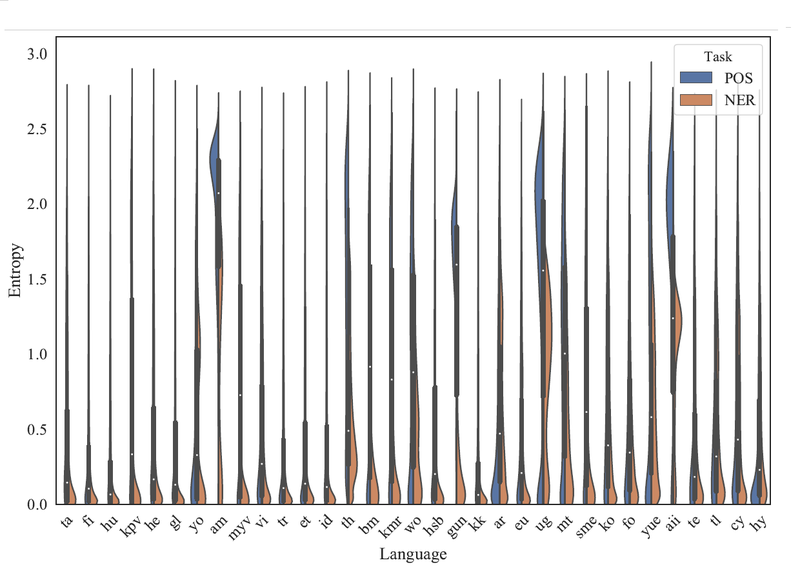 Task
POS
NER
3.0
2.5
2.0
1.5
1.0
0.5
0.0
Entropy
ta fi hu kpv he gl yo am myv vi tr et id th bm kmr wo hsb gun kk ar eu ug mt sme ko fo yue aii te tl cy hy
Language